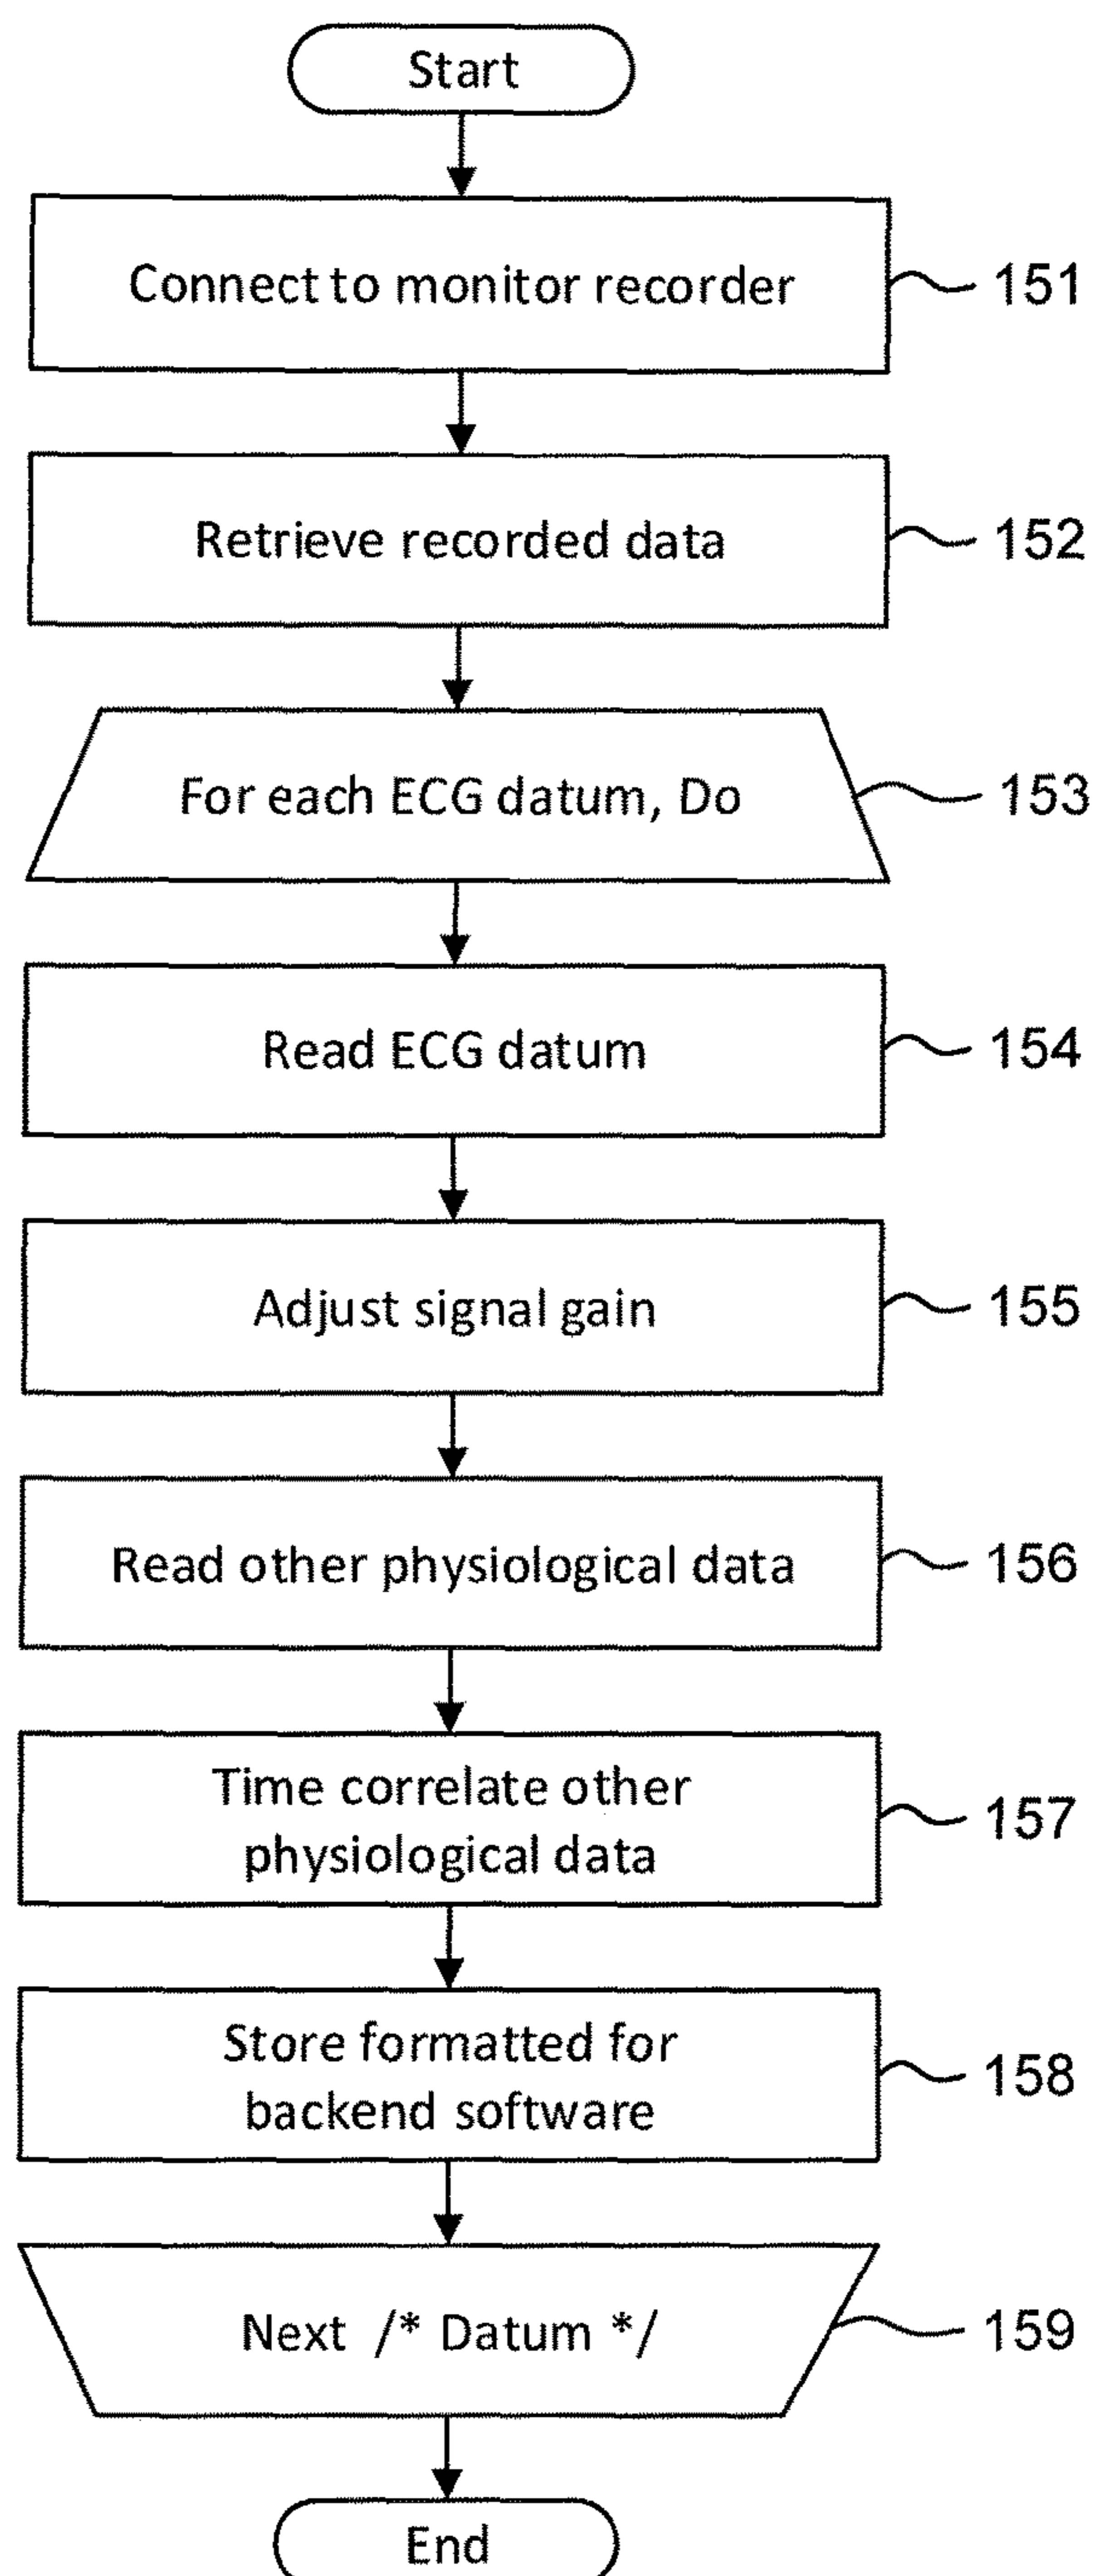 Start
Connect to monitor recorder
151
Retrieve recorded data
152
For each ECG datum, Do
153
Read ECG datum
154
Adjust signal gain
155
Read other physiological data
156
Time correlate other
physiological data
157
Store formatted for
backend software
158
Next /* Datum */
159
End